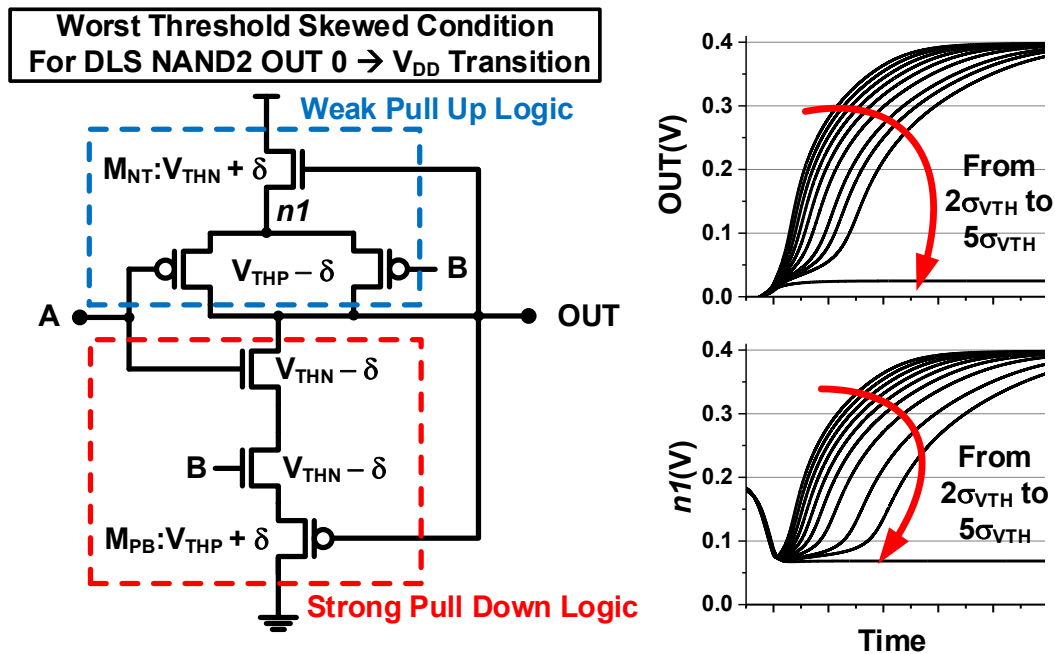 Worst Threshold Skewed Condition
For DLS NAND2 OUT 0 → VDD Transition
Weak Pull Up Logic
MNT:VTHN + δ
n1
VTHP − δ
B
A
OUT
VTHN − δ
B
VTHN − δ
MPB:VTHP + δ
Strong Pull Down Logic
OUT(V)
0.4
0.3
0.2
0.1
0.0
From
2σVTH to
5σVTH
n1(V)
0.4
0.3
0.2
0.1
0.0
From
2σVTH to
5σVTH
Time